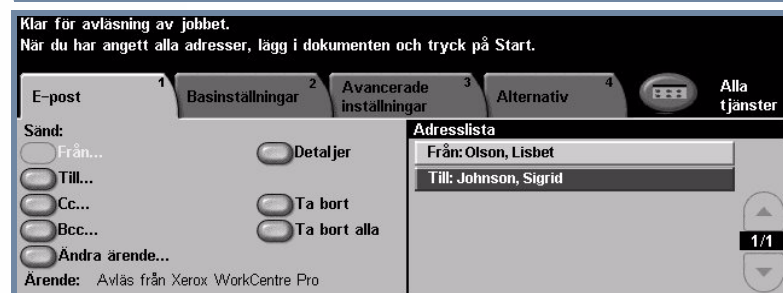 Klar för avläsning av jobbet.
När du har angett alla adresser, lägg i dokumenten och tryck på Start.
E-post 1
Basinställningar 2
Avancerade 3
inställningar
Alternativ 4
Alla
tjänster
Sänd:
Från...
Detaljer
Till...
Cc...
Ta bort
Bcc...
Ta bort alla
Ändra ärende...
Ärende: Avläs från Xerox WorkCentre Pro
Adresslista
Från: Olson, Lisbet
Till: Johnson, Sigrid
1/1